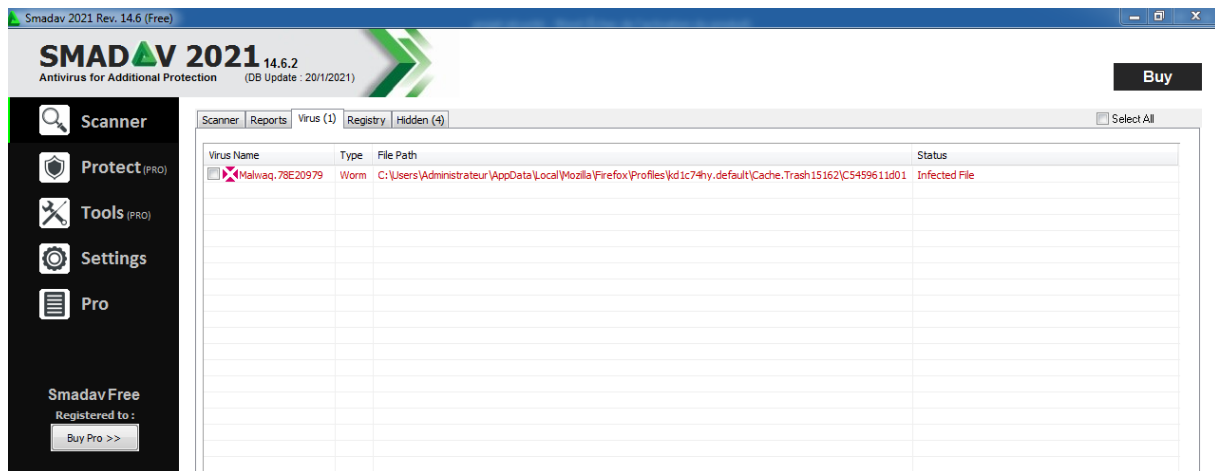 Smadav 2021 Rev. 14.6 (Free)
SMADAV 2021 14.6.2
Antivirus for Additional Protection (DB Update : 20/1/2021)
Buy
Scanner
Protect (PRO)
Tools (PRO)
Settings
Pro
Smadav Free
Registered to :
Buy Pro >>
Scanner Reports Virus (1) Registry Hidden (4) Select All
Virus Name Type File Path Status
Malwaq.78E20979 Worm C:\Users\Administrateur\AppData\Local\Mozilla\Firefox\Profiles\kd1c74hy.default\Cache.Trash15162\C5459611d01 Infected File